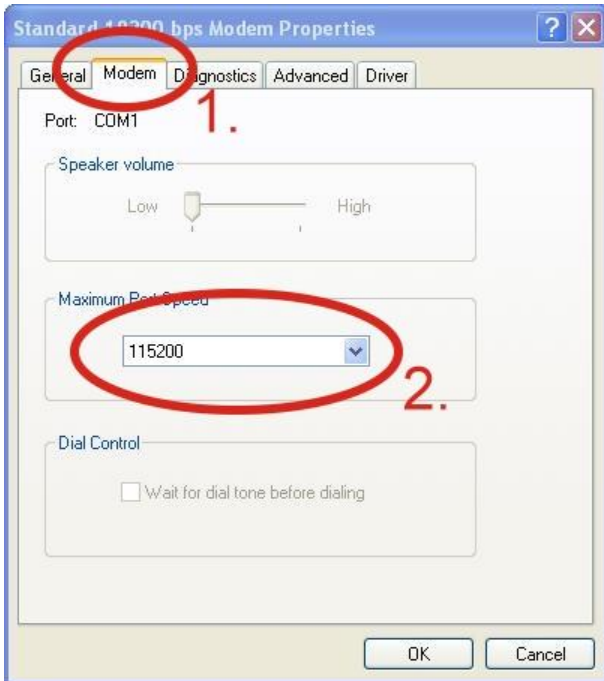 Standard 19200 bps Modem Properties
General Modem Diagnostics Advanced Driver
Port: COM1
1.
Speaker volume
Low High
Maximum Port Speed
115200
2.
Dial Control
Wait for dial tone before dialing
OK Cancel